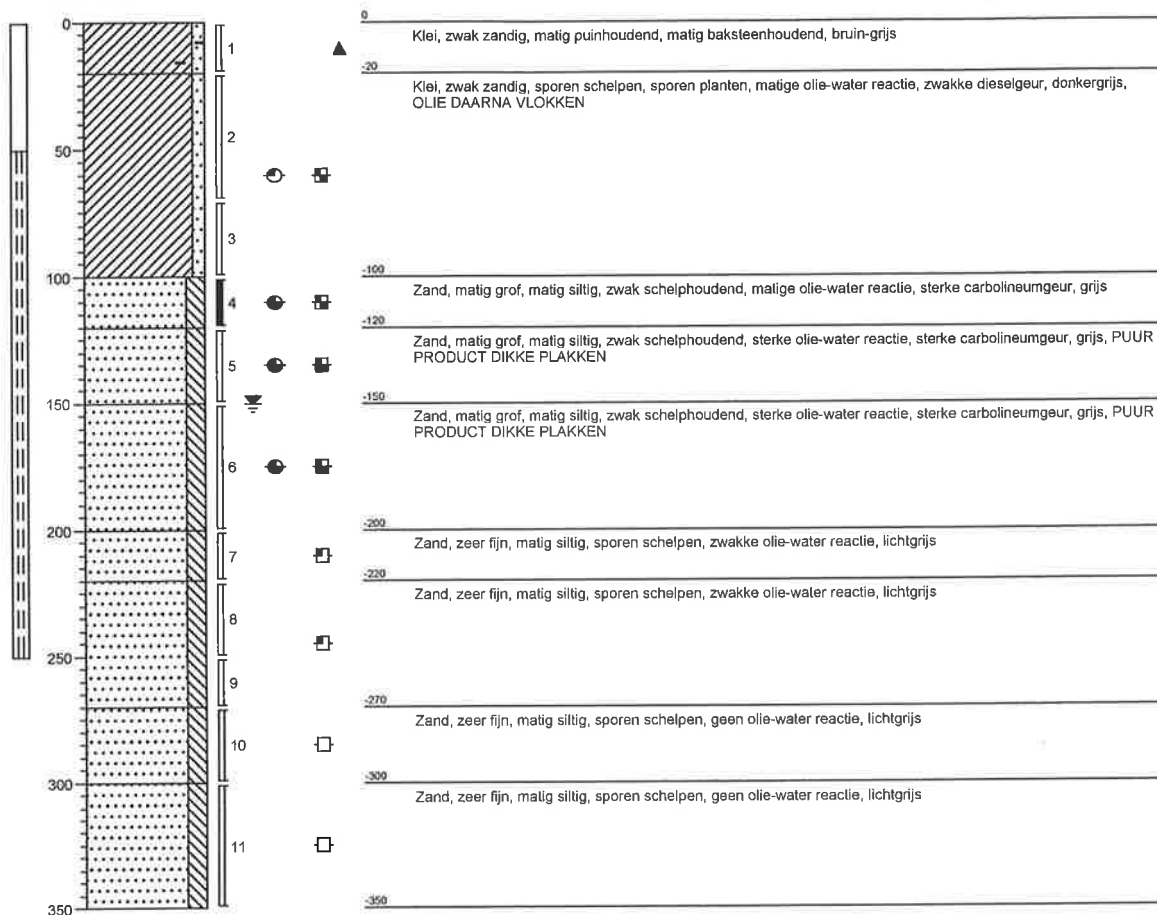 0
0
Klei, zwak zandig, matig puinhoudend, matig baksteenhoudend, bruin-grijs
1
-20
Klei, zwak zandig, sporen schelpen, sporen planten, matige olie-water reactie, zwakke dieselgeur, donkergrijs,
OLIE DAARNA VLOKKEN
2
50
3
100
-100
Zand, matig grof, matig siltig, zwak schelphoudend, matige olie-water reactie, sterke carbolineumgeur, grijs
4
-120
Zand, matig grof, matig siltig, zwak schelphoudend, sterke olie-water reactie, sterke carbolineumgeur, grijs, PUUR
PRODUCT DIKKE PLAKKEN
5
150
-150
Zand, matig grof, matig siltig, zwak schelphoudend, sterke olie-water reactie, sterke carbolineumgeur, grijs, PUUR
PRODUCT DIKKE PLAKKEN
6
200
-200
Zand, zeer fijn, matig siltig, sporen schelpen, zwakke olie-water reactie, lichtgrijs
7
-220
Zand, zeer fijn, matig siltig, sporen schelpen, zwakke olie-water reactie, lichtgrijs
8
250
9
-270
Zand, zeer fijn, matig siltig, sporen schelpen, geen olie-water reactie, lichtgrijs
10
300
-300
Zand, zeer fijn, matig siltig, sporen schelpen, geen olie-water reactie, lichtgrijs
11
350
-350